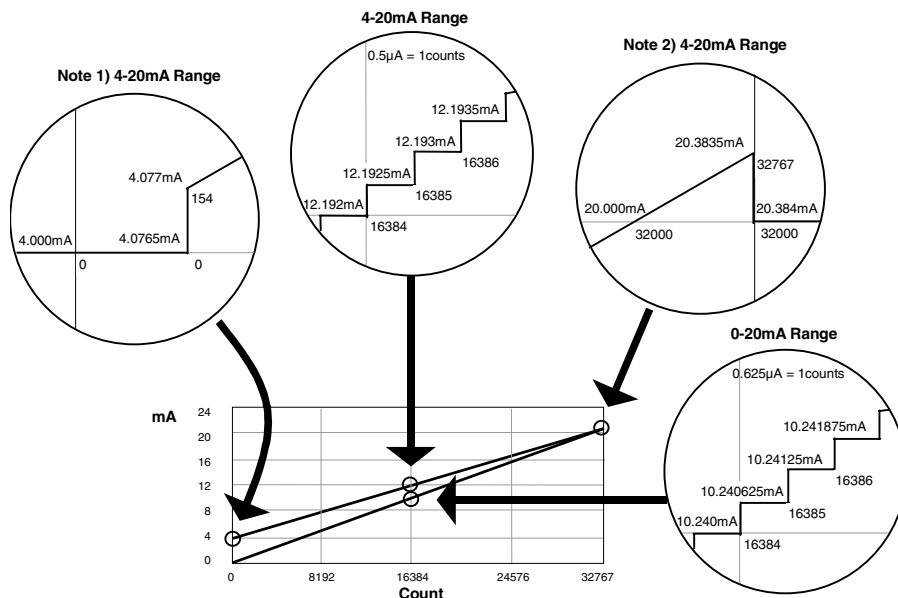 4-20mA Range
0.5µA = 1counts
12.1935mA
12.193mA
16386
12.1925mA
16385
12.192mA
16384
Note 1) 4-20mA Range
4.077mA
154
4.000mA
4.0765mA
0
0
Note 2) 4-20mA Range
20.3835mA
32767
20.000mA
20.384mA
32000
32000
0-20mA Range
0.625µA = 1counts
10.241875mA
10.24125mA
16386
10.240625mA
16385
10.240mA
16384
mA
24
20
16
12
8
4
0
0
8192
16384
24576
32767
Count